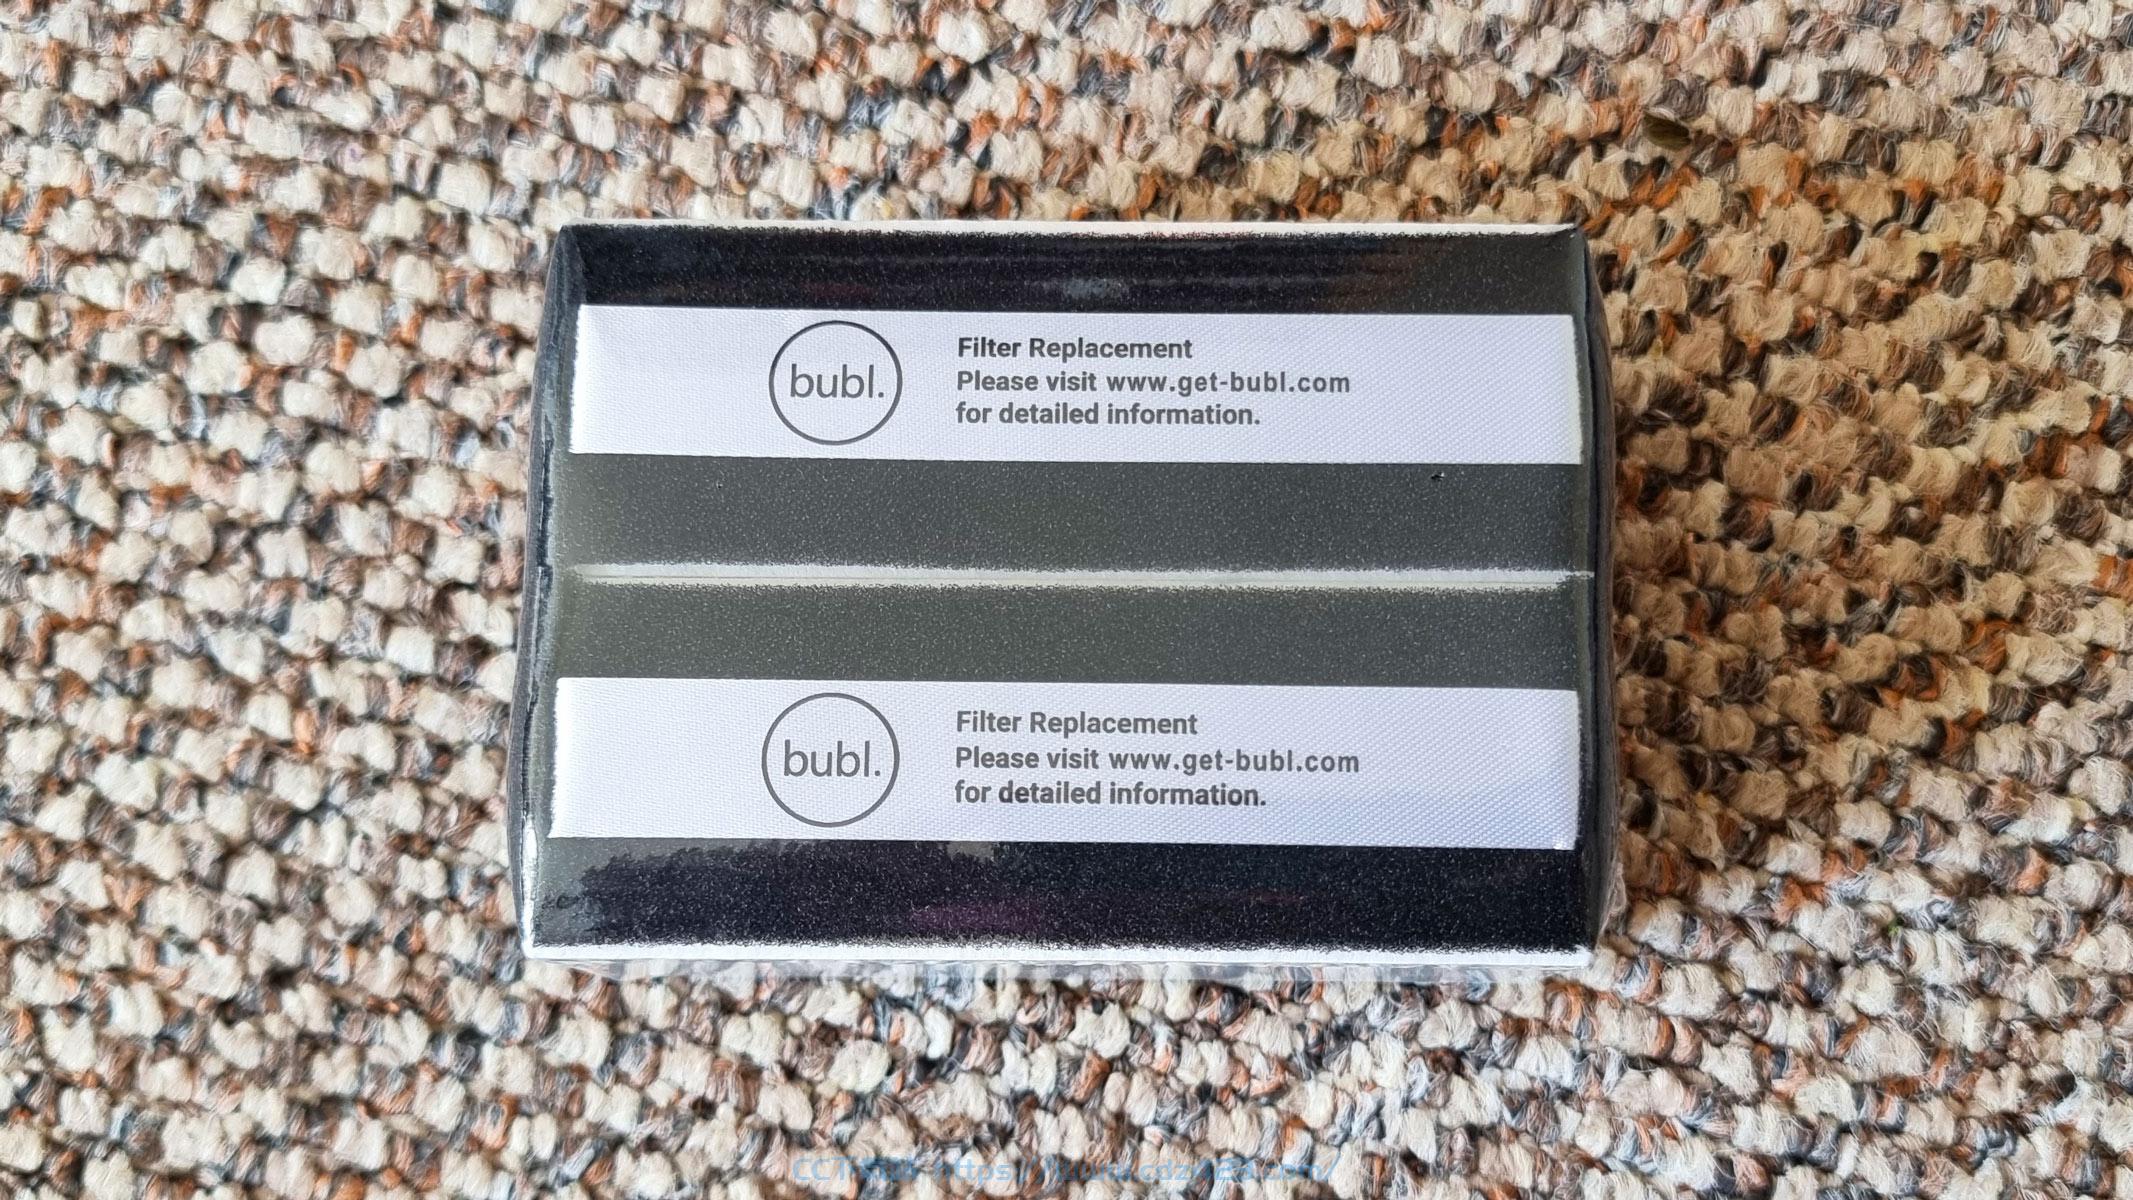 bubl.
Filter Replacement
Please visit www.get-bubl.com
for detailed information.
bubl.
Filter Replacement
Please visit www.get-bubl.com
for detailed information.